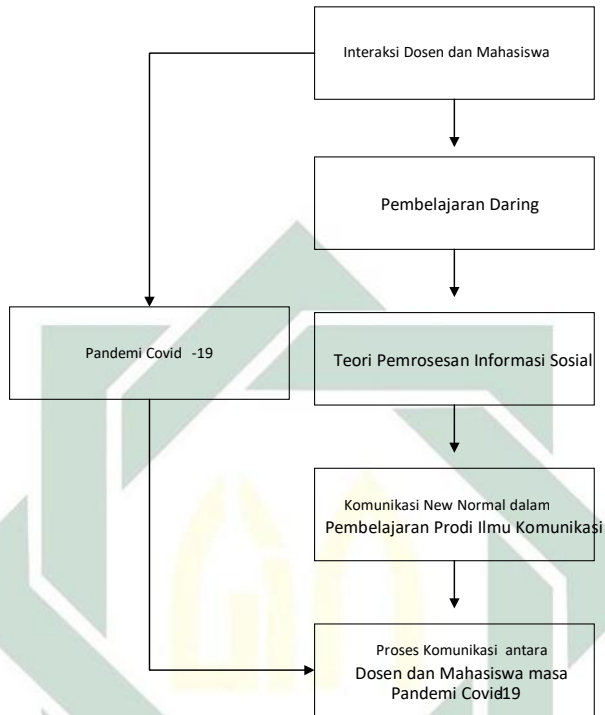 Interaksi Dosen dan Mahasiswa
Pembelajaran Daring
Pandemi Covid -19
Teori Pemrosesan Informasi Sosial
Komunikasi New Normal dalam
Pembelajaran Prodi Ilmu Komunikasi
Proses Komunikasi antara
Dosen dan Mahasiswa masa
Pandemi Covid19